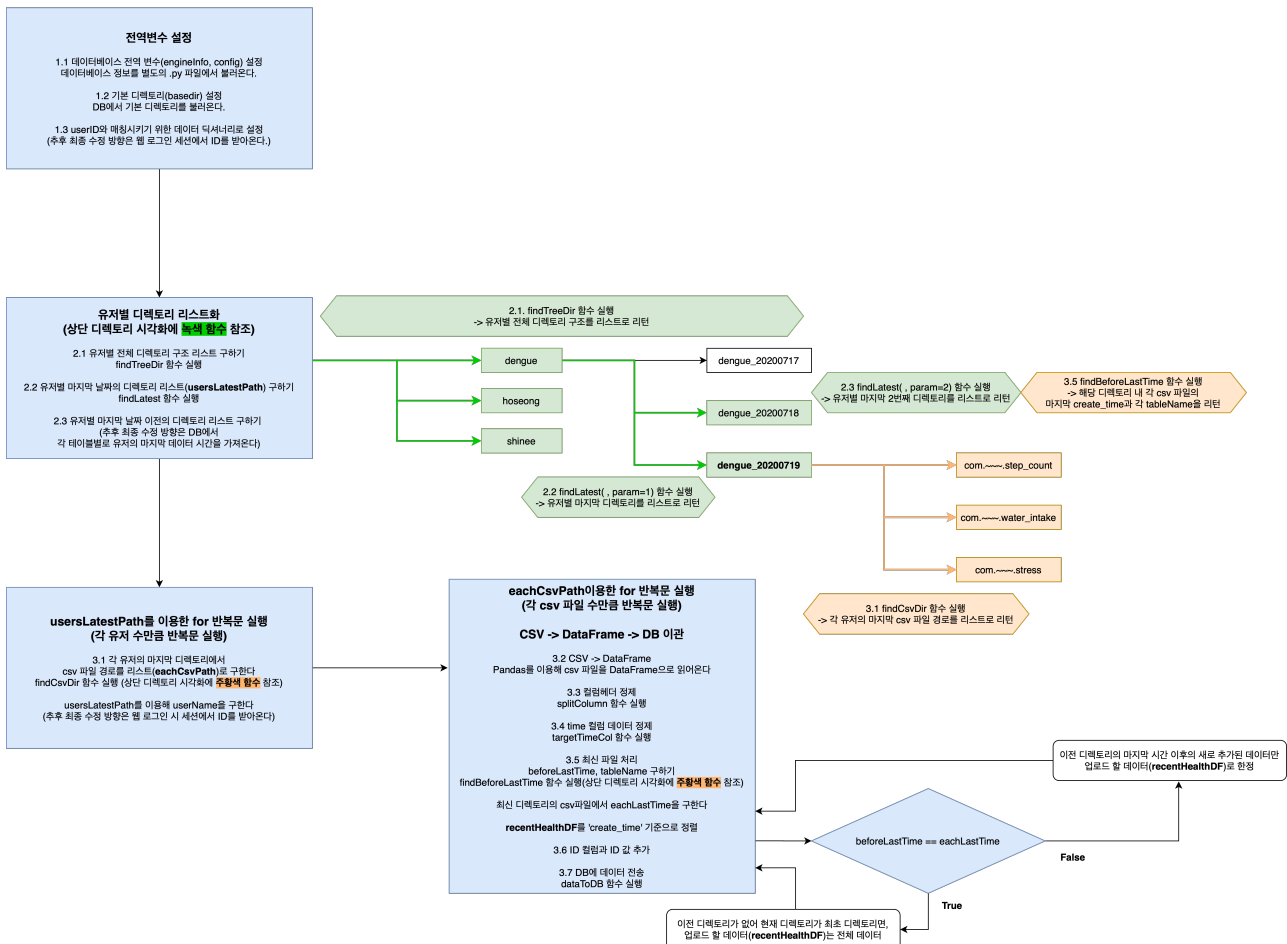 전역변수 설정
1.1 데이터베이스 전역 변수(engineInfo, config) 설정
데이터베이스 정보를 별도의 .py 파일에서 불러온다.
1.2 기본 디렉토리(basedir) 설정
DB에서 기본 디렉토리를 불러온다.
1.3 userID와 매칭시키기 위한 데이터 딕셔너리로 설정
(추후 최종 수정 방향은 웹 로그인 세션에서 ID를 받아온다.)
유저별 디렉토리 리스트화
(상단 디렉토리 시각화에 녹색 함수 참조)
2.1 유저별 전체 디렉토리 구조 리스트 구하기
findTreeDir 함수 실행
2.2 유저별 마지막 날짜의 디렉토리 리스트(usersLatestPath) 구하기
findLatest 함수 실행
2.3 유저별 마지막 날짜 이전의 디렉토리 리스트 구하기
(추후 최종 수정 방향은 DB에서
각 테이블별로 유저의 마지막 데이터 시간을 가져온다)
2.1. findTreeDir 함수 실행
-> 유저별 전체 디렉토리 구조를 리스트로 리턴
dengue
hoseong
shinee
dengue_20200717
dengue_20200718
dengue_20200719
2.3 findLatest( , param=2) 함수 실행
-> 유저별 마지막 2번째 디렉토리를 리스트로 리턴
3.5 findBeforeLastTime 함수 실행
-> 해당 디렉토리 내 각 csv 파일의
마지막 create_time과 각 tableName을 리턴
2.2 findLatest( , param=1) 함수 실행
-> 유저별 마지막 디렉토리를 리스트로 리턴
com.~~~.step_count
com.~~~.water_intake
com.~~~.stress
3.1 findCsvDir 함수 실행
-> 각 유저의 마지막 csv 파일 경로를 리스트로 리턴
usersLatestPath를 이용한 for 반복문 실행
(각 유저 수만큼 반복문 실행)
3.1 각 유저의 마지막 디렉토리에서
csv 파일 경로를 리스트(eachCsvPath)로 구한다
findCsvDir 함수 실행 (상단 디렉토리 시각화에 주황색 함수 참조)
usersLatestPath를 이용해 userName을 구한다
(추후 최종 수정 방향은 웹 로그인 시 세션에서 ID를 받아온다)
eachCsvPath이용한 for 반복문 실행
(각 csv 파일 수만큼 반복문 실행)
CSV -> DataFrame -> DB 이관
3.2 CSV -> DataFrame
Pandas를 이용해 csv 파일을 DataFrame으로 읽어온다
3.3 컬럼헤더 정제
splitColumn 함수 실행
3.4 time 컬럼 데이터 정제
targetTimeCol 함수 실행
3.5 최신 파일 처리
beforeLastTime, tableName 구하기
findBeforeLastTime 함수 실행(상단 디렉토리 시각화에 주황색 함수 참조)
최신 디렉토리의 csv파일에서 eachLastTime을 구한다
recentHealthDF를 'create_time' 기준으로 정렬
3.6 ID 컬럼과 ID 값 추가
3.7 DB에 데이터 전송
dataToDB 함수 실행
이전 디렉토리의 마지막 시간 이후의 새로 추가된 데이터만
업로드 할 데이터(recentHealthDF)로 한정
beforeLastTime == eachLastTime
False
True
이전 디렉토리가 없어 현재 디렉토리가 최초 디렉토리면,
업로드 할 데이터(recentHealthDF)는 전체 데이터